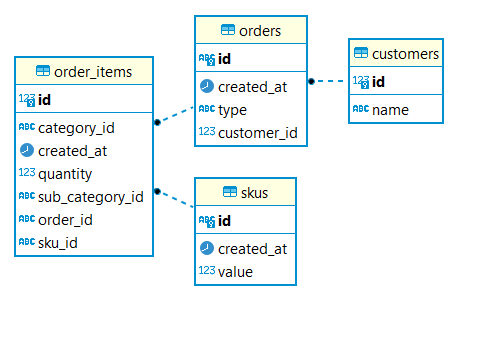 order_items
123 id
ABC category_id
created_at
123 quantity
ABC sub_category_id
ABC order_id
ABC sku_id
orders
ABC id
created_at
ABC type
123 customer_id
customers
123 id
ABC name
skus
ABC id
created_at
123 value